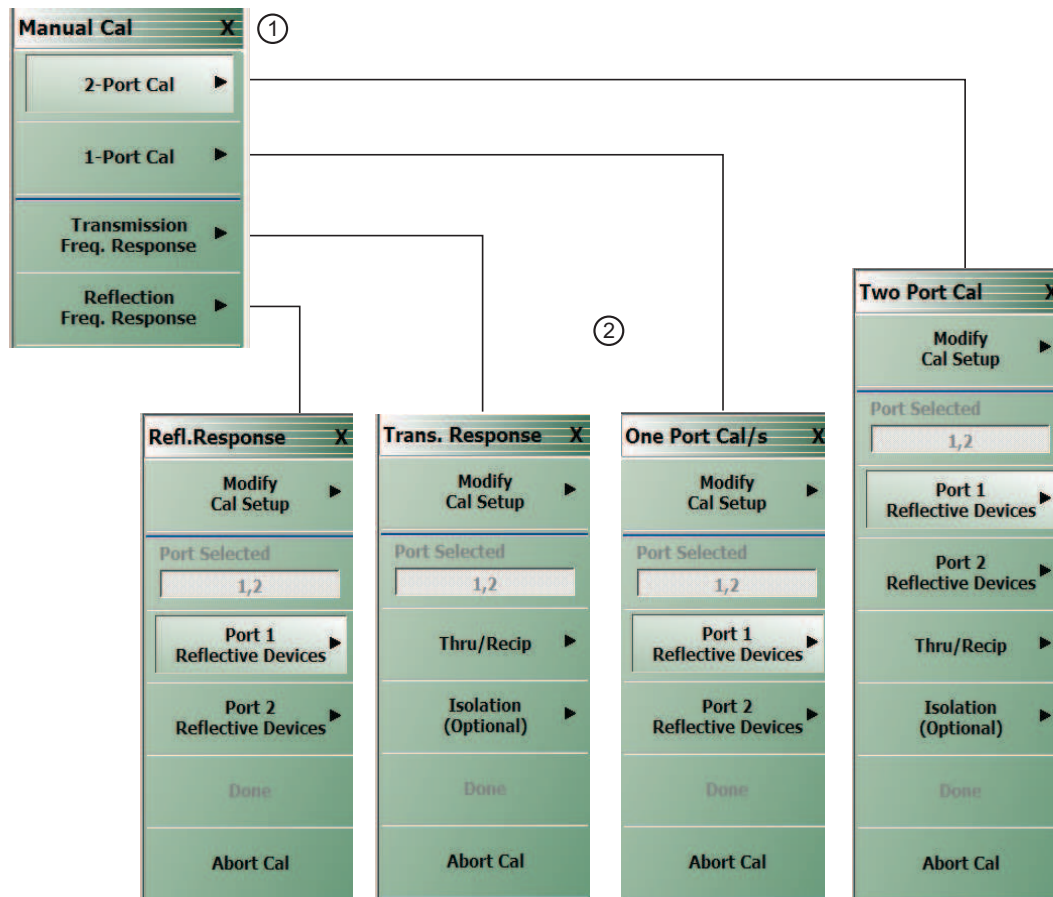 Manual Cal X
①
2-Port Cal
1-Port Cal
Transmission
Freq. Response
Reflection
Freq. Response
②
Refl.Response X
Modify
Cal Setup
Port Selected
1,2
Port 1
Reflective Devices
Port 2
Reflective Devices
Done
Abort Cal
Trans. Response X
Modify
Cal Setup
Port Selected
1,2
Thru/Recip
Isolation
(Optional)
Done
Abort Cal
One Port Cal/s X
Modify
Cal Setup
Port Selected
1,2
Port 1
Reflective Devices
Port 2
Reflective Devices
Done
Abort Cal
Two Port Cal X
Modify
Cal Setup
Port Selected
1,2
Port 1
Reflective Devices
Port 2
Reflective Devices
Thru/Recip
Isolation
(Optional)
Done
Abort Cal